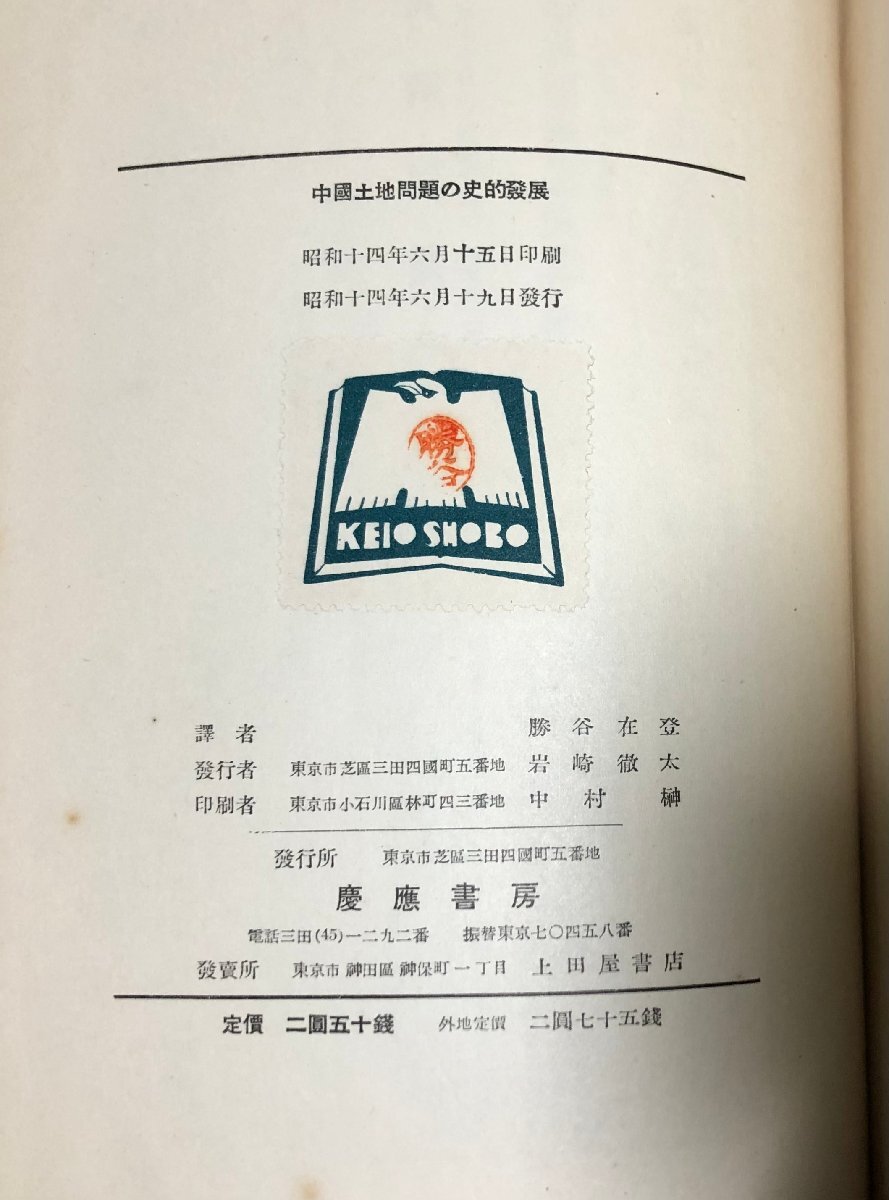 中國土地問題の史的發展
昭和十四年六月十五日印刷
昭和十四年六月十九日發行
勝谷
KEIO SHOBO
譯者 勝谷在登
發行者 東京市芝區三田四國町五番地 岩崎徹太
印刷者 東京市小石川區林町四三番地 中村榊
發行所 東京市芝區三田四國町五番地
慶應書房
電話三田(45)一二九二番 振替東京七〇四五八番
發賣所 東京市神田區神保町一丁目 上田屋書店
定價 二圓五十錢 外地定價 二圓七十五錢